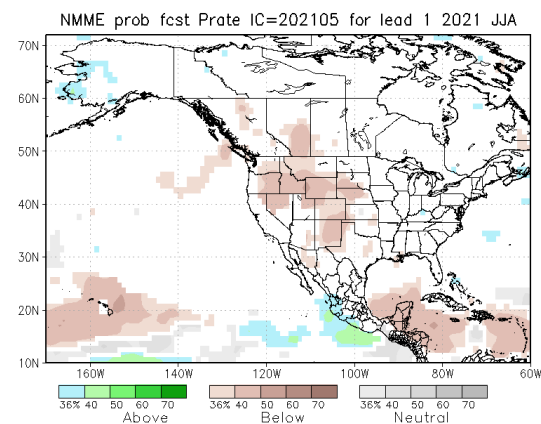 NMME prob fcst Prate IC=202105 for lead 1 2021 JJA
70N
60N
50N
40N
30N
20N
10N
160W 140W 120W 100W 80W 60W
36% 40 50 60 70 36% 40 50 60 70 36% 40 50 60 70
Above Below Neutral